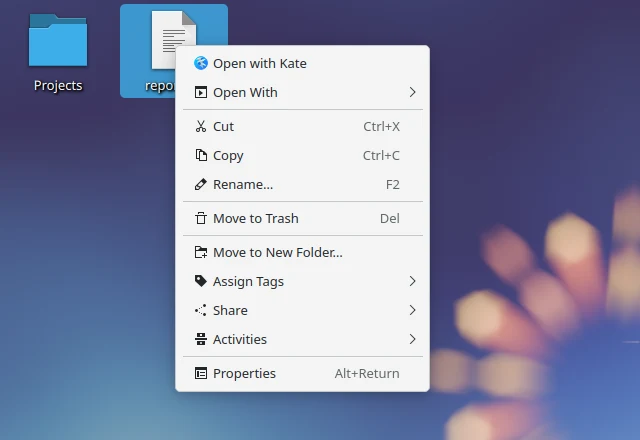 Projects
Open with Kate
Open With
Cut Ctrl+X
Copy Ctrl+C
Rename... F2
Move to Trash Del
Move to New Folder...
Assign Tags
Share
Activities
Properties Alt+Return